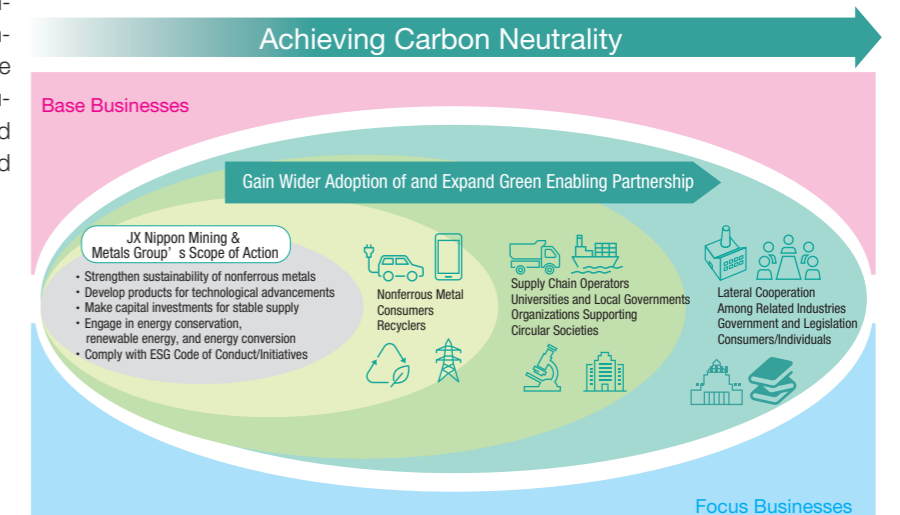 Achieving Carbon Neutrality
Base Businesses
Gain Wider Adoption of and Expand Green Enabling Partnership
JX Nippon Mining &
Metals Group's Scope of Action
• Strengthen sustainability of nonferrous metals
• Develop products for technological advancements
• Make capital investments for stable supply
• Engage in energy conservation,
renewable energy, and energy conversion
• Comply with ESG Code of Conduct/Initiatives
Nonferrous Metal
Consumers
Recyclers
Supply Chain Operators
Universities and Local Governments
Organizations Supporting
Circular Societies
Lateral Cooperation
Among Related Industries
Government and Legislation
Consumers/Individuals
Focus Businesses